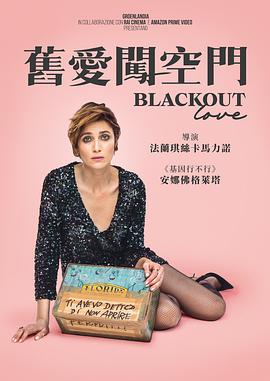 GROENLANDIA
IN COLLABORAZIONE CON RAI CINEMA E AMAZON PRIME VIDEO
PRESENTANO
舊愛闖空門
BLACKOUT
love
導演
法蘭琪絲卡馬力諾
《基因行不行》
安娜佛格萊塔
FLORIDA
TI AVEVO DETTO
DI NON APRIRE